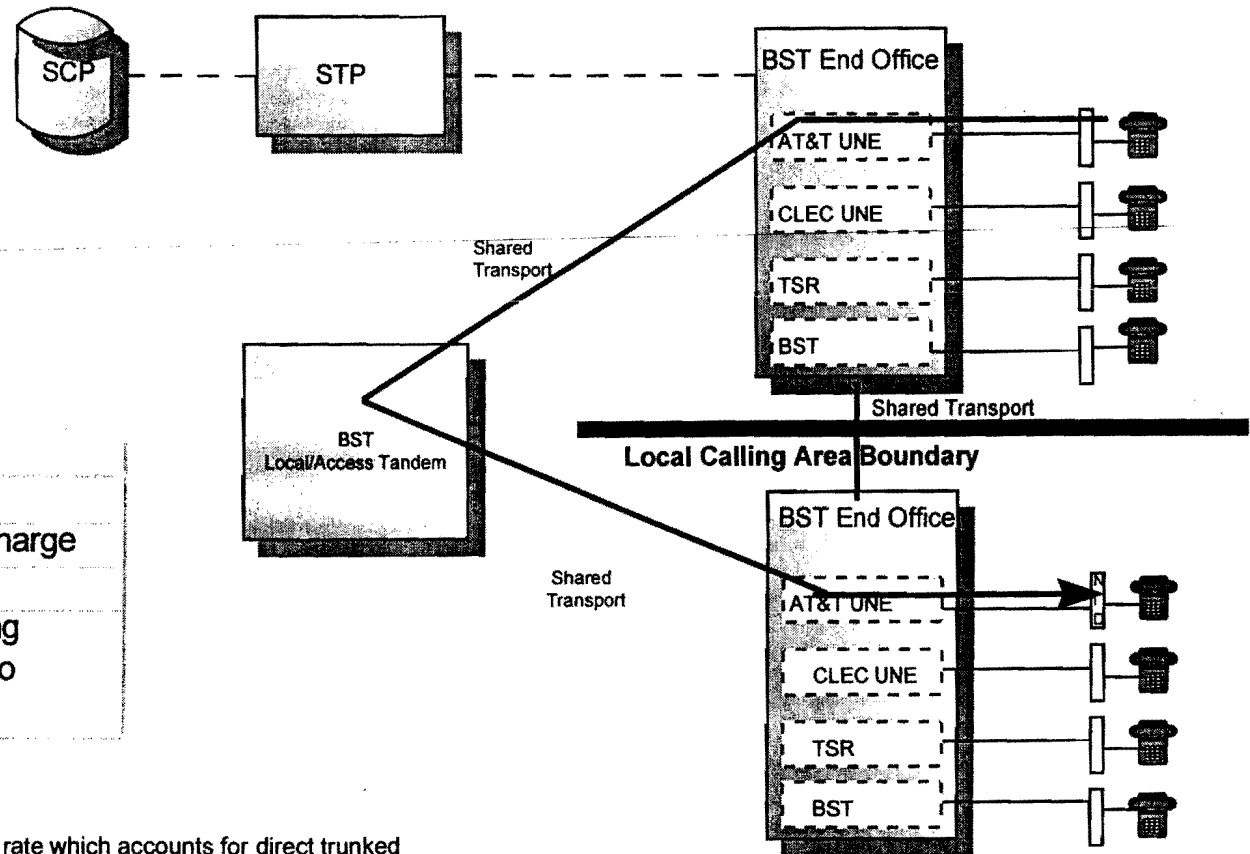 SCP
STP
BST End Office
AT&T UNE
CLEC UNE
TSR
BST
Shared
Transport
Shared Transport
BST
Local/Access Tandem
Local Calling Area Boundary
BST End Office
harge
Shared
Transport
AT&T UNE
N
I
D
g
o
CLEC UNE
TSR
BST
rate which accounts for direct trunked